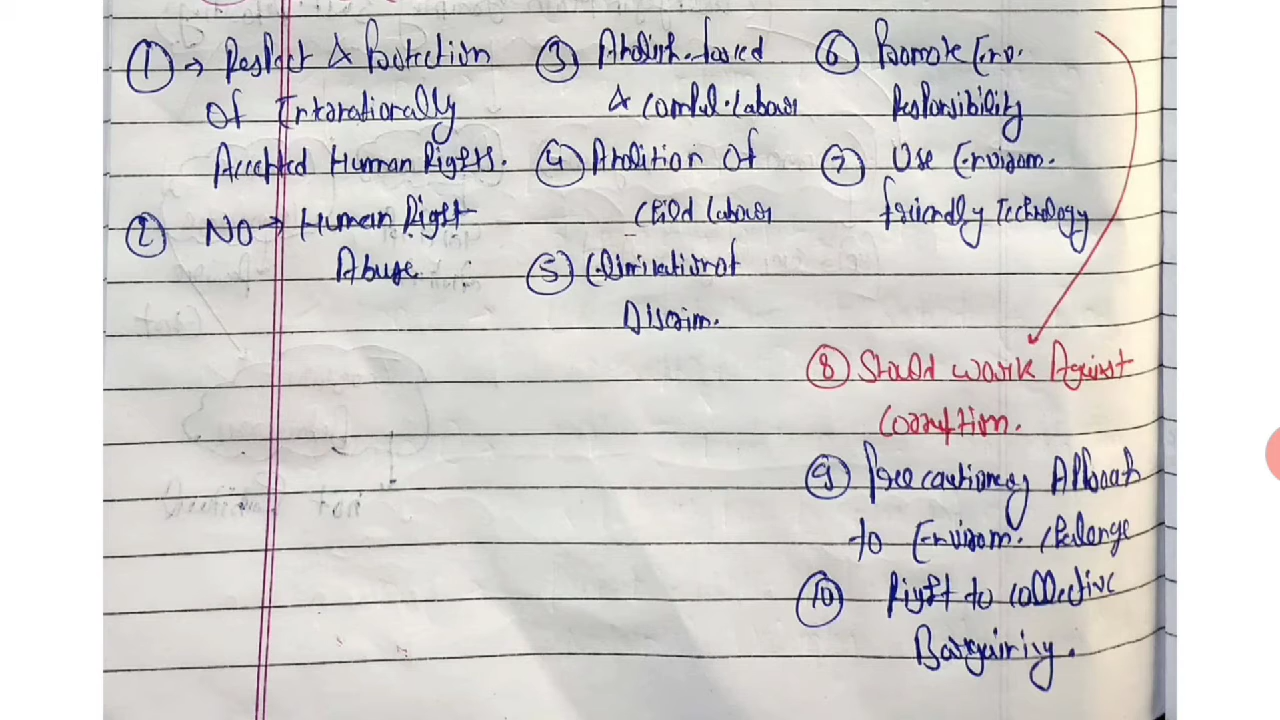 ① → Respect & Protection
Of Internationally
Accepted Human Rights.
② NO → Human Right
Abuse
③ Abolish forced
& compul. labour
④ Abolition Of
Child labour
⑤ Elimination of
Discrim.
⑥ Promote Env.
Responsibility
⑦ Use Environ.
friendly Technology
⑧ Should work Against
Corruption.
⑨ Precautionary Approach
to Environ. Challenge
⑩ Right to collective
Bargaining.